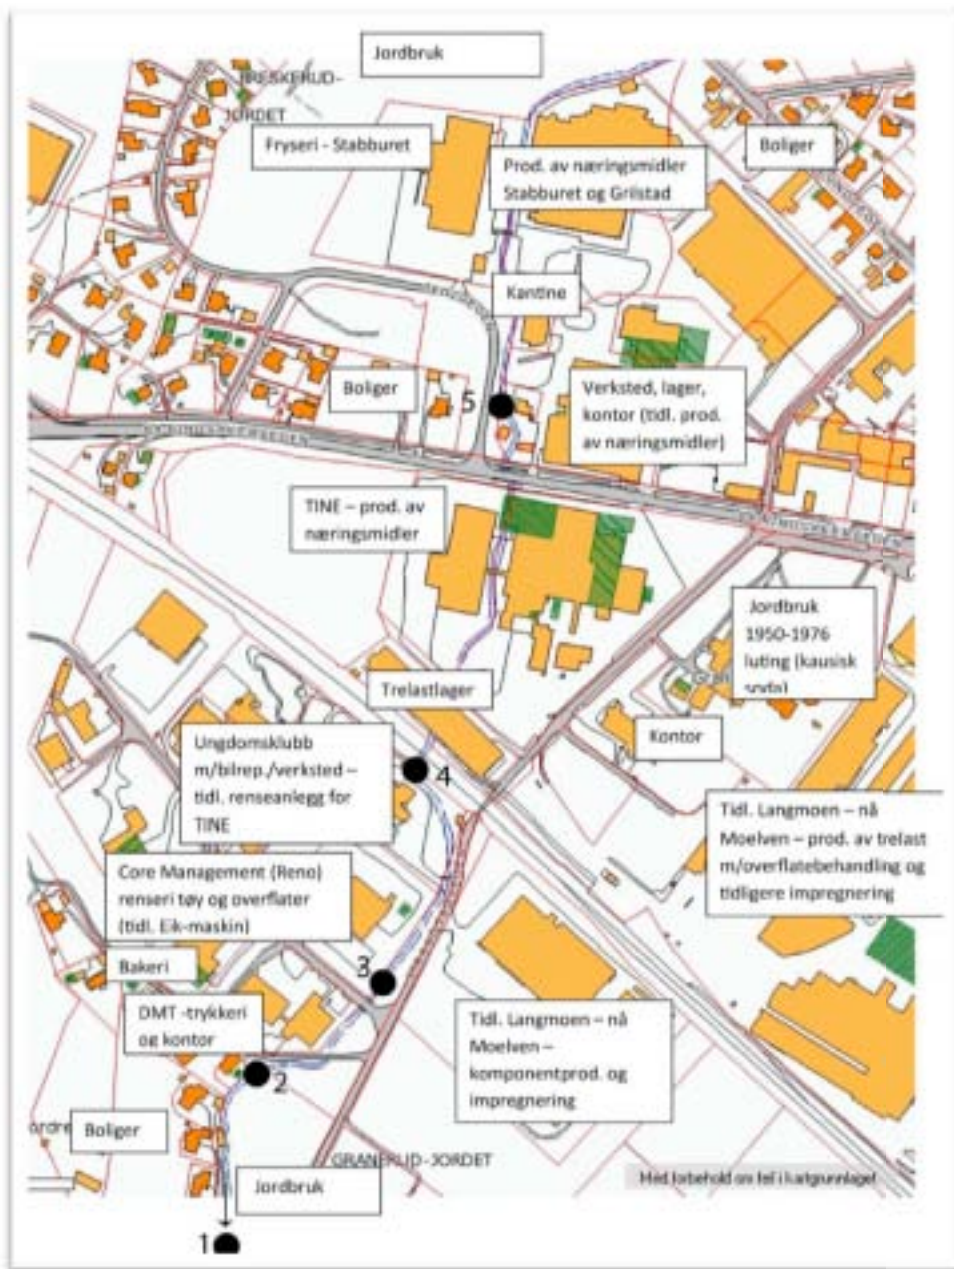 Jordbruk
JORDET
Fryseri - Stabburet
Prod. av næringsmidler
Stabburet og Grilstad
Boliger
Kantine
Boliger
5
Verksted, lager,
kontor (tidl. prod.
av næringsmidler)
TINE – prod. av
næringsmidler
Jordbruk
1950-1976
luting (kausisk
Trelastlager
Kontor
Ungdomsklubb
m/bilrep./verksted –
tidl. renseanlegg for
TINE
4
Tidl. Langmoen – nå
Moelven – prod. av trelast
m/overflatebehandling og
tidligere impregnering
Core Management (Reno)
renseri tøy og overflater
(tidl. Eik-maskin)
Bakeri
3
DMT -trykkeri
og kontor
Tidl. Langmoen – nå
Moelven –
komponentprod. og
impregnering
2
ordre
Boliger
GRANERUD-JORDET
Jordbruk
Med forbehold om feil i kartgrunnlaget
1